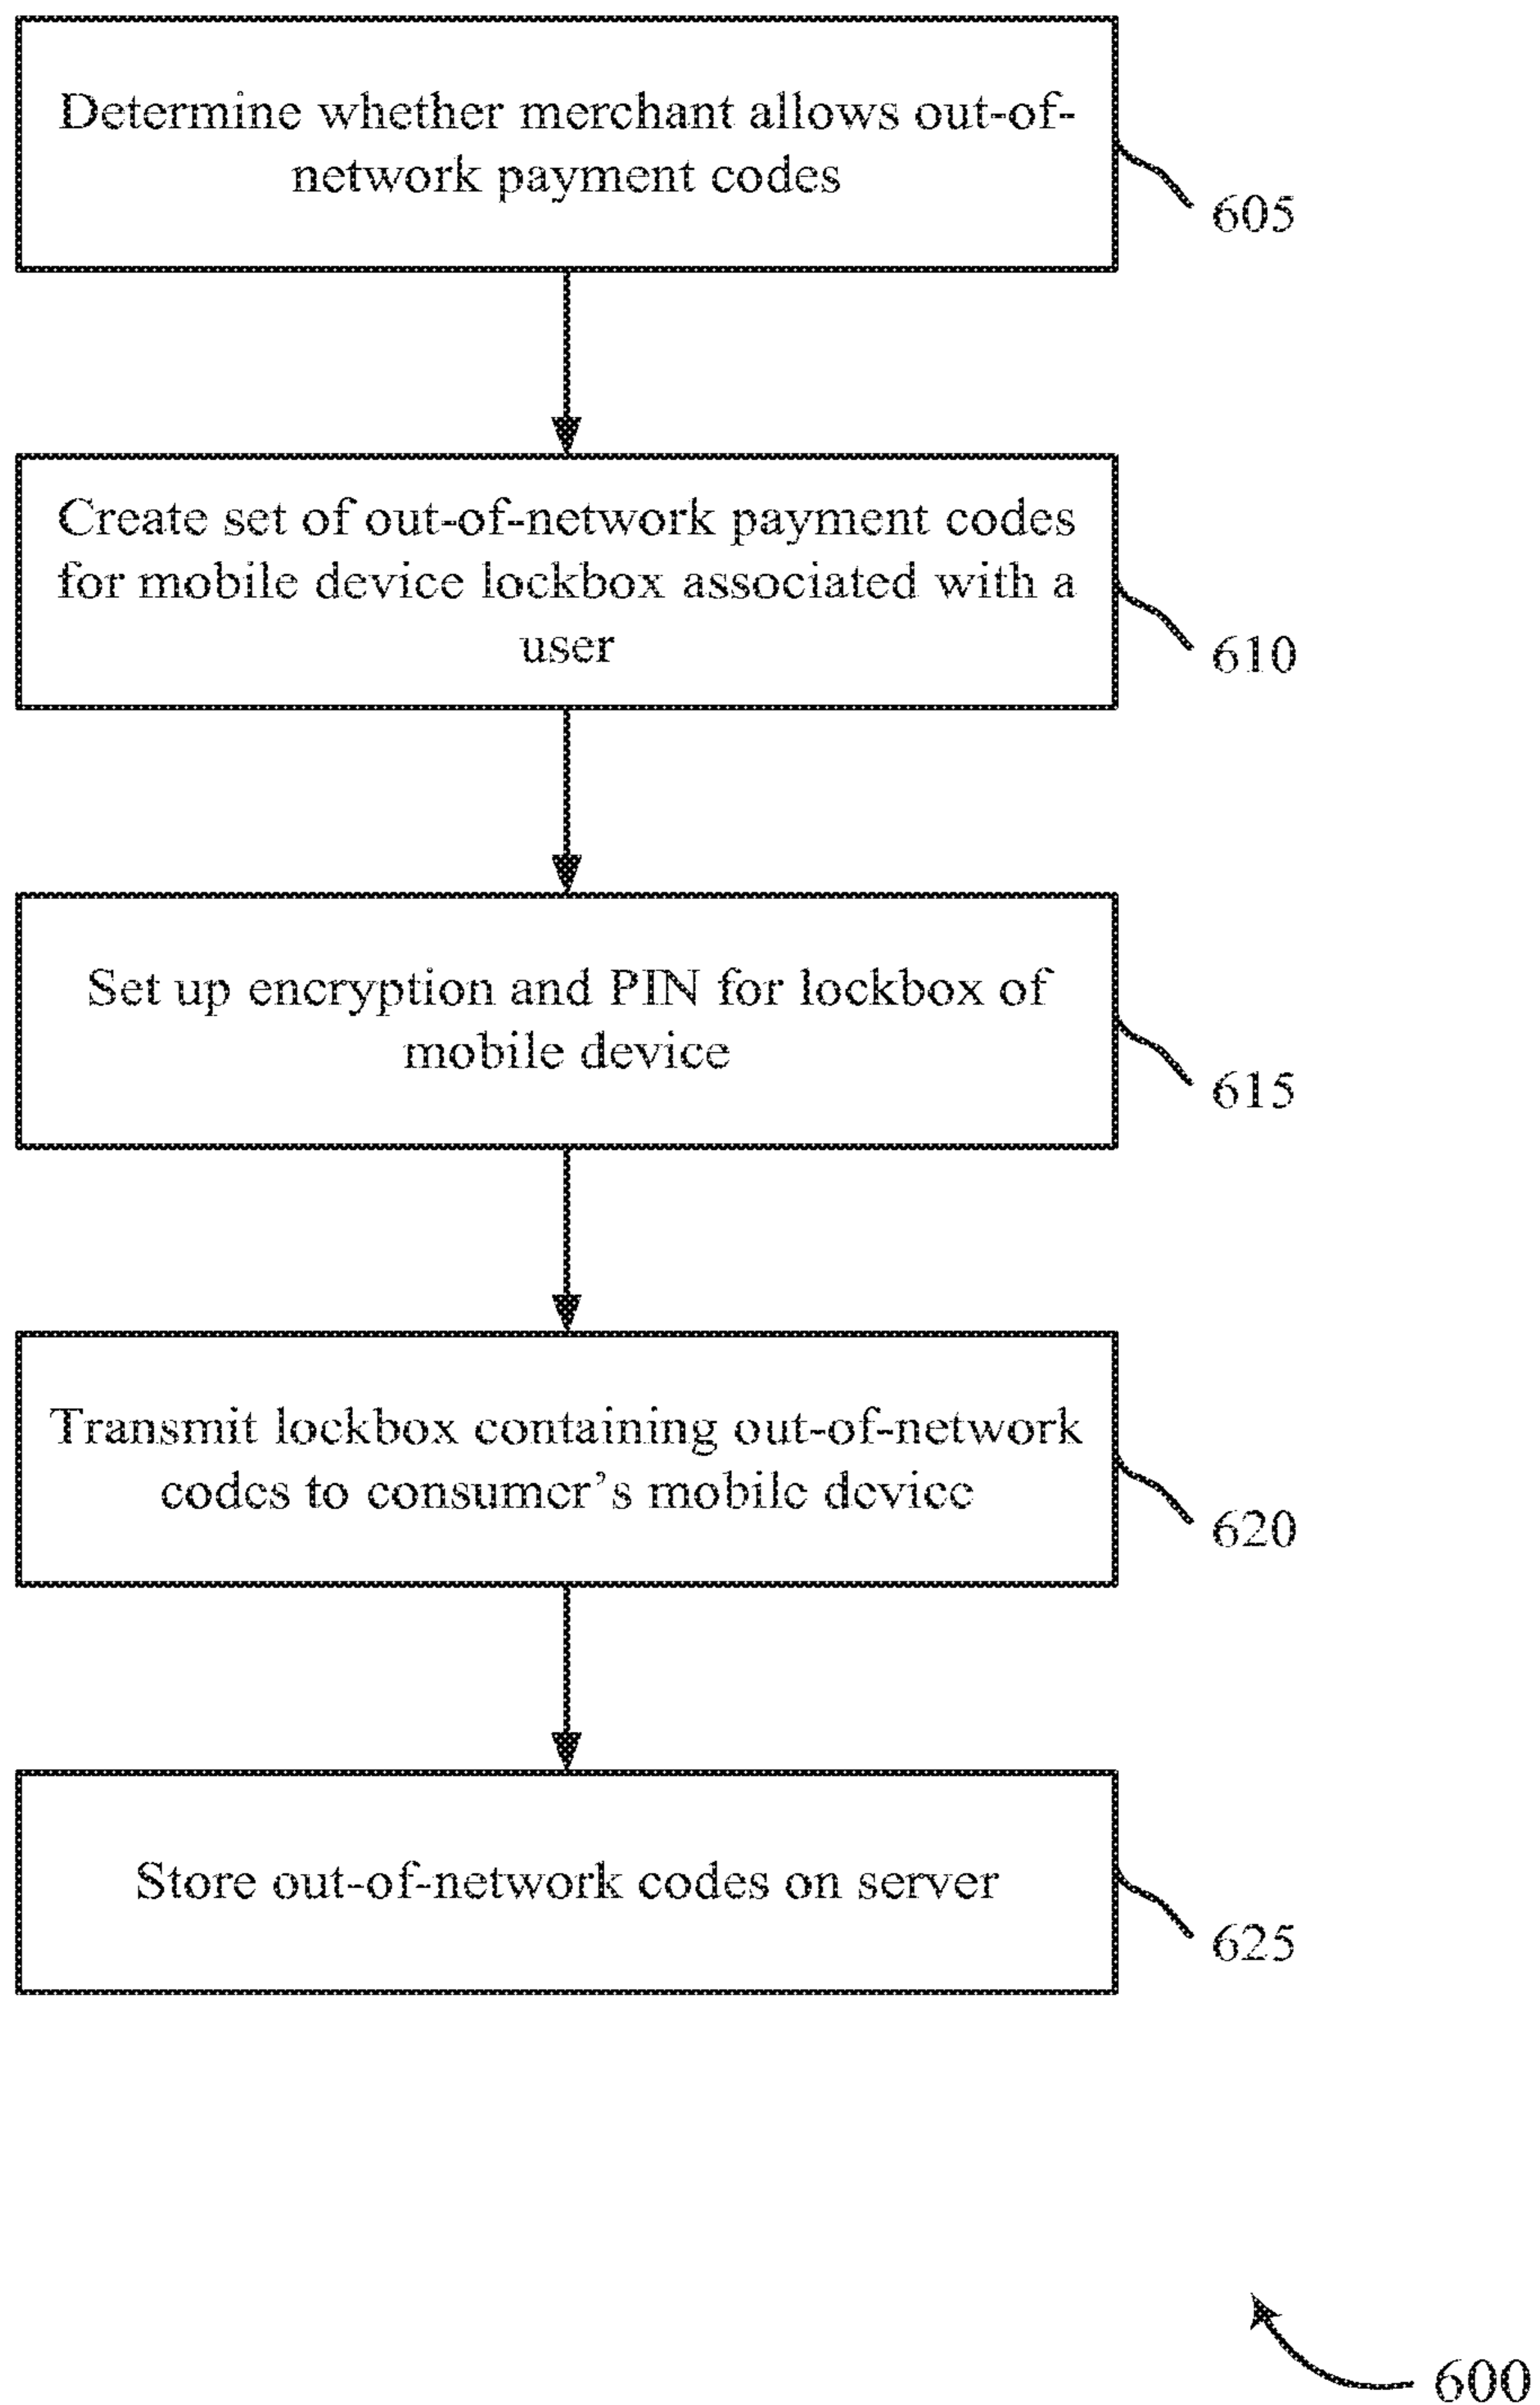 Determine whether merchant allows out-of-
network payment codes
605
Create set of out-of-network payment codes
for mobile device lockbox associated with a
user
610
Set up encryption and PIN for lockbox of
mobile device
615
Transmit lockbox containing out-of-network
codes to consumer’s mobile device
620
Store out-of-network codes on server
625
600